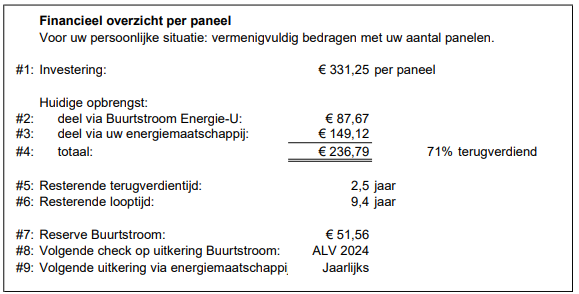 Financieel overzicht per paneel
Voor uw persoonlijke situatie: vermenigvuldig bedragen met uw aantal panelen.
#1: Investering: € 331,25 per paneel
Huidige opbrengst:
#2: deel via Buurtstroom Energie-U: € 87,67
#3: deel via uw energiemaatschappij: € 149,12
#4: totaal: € 236,79 71% terugverdiend
#5: Resterende terugverdientijd: 2,5 jaar
#6: Resterende looptijd: 9,4 jaar
#7: Reserve Buurtstroom: € 51,56
#8: Volgende check op uitkering Buurtstroom: ALV 2024
#9: Volgende uitkering via energiemaatschappij Jaarlijks